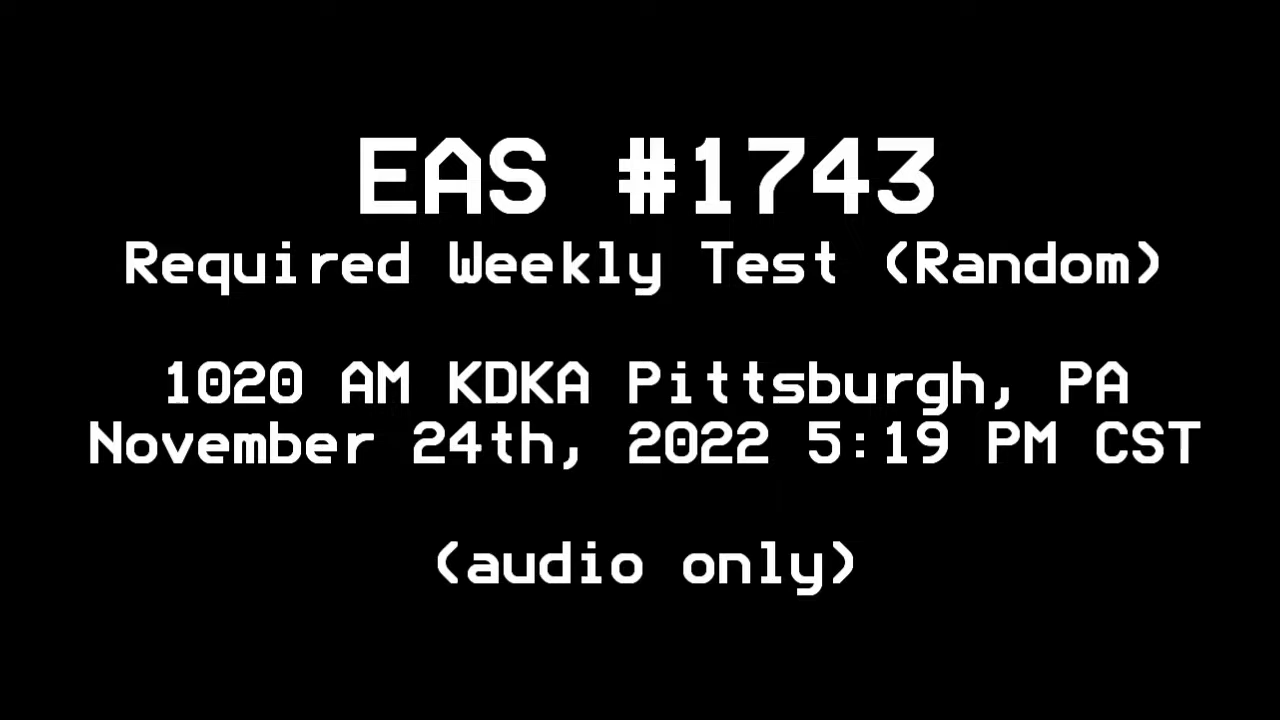 EAS #1743
Required Weekly Test (Random)
1020 AM KDKA Pittsburgh, PA
November 24th, 2022 5:19 PM CST
(audio only)